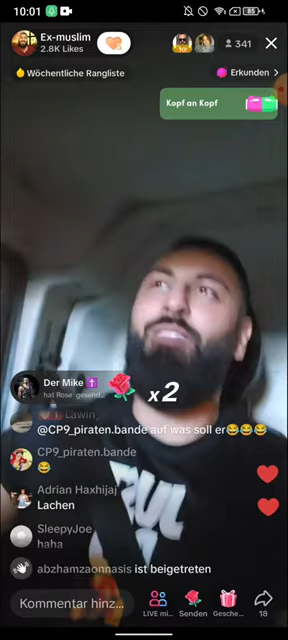 10:01
85
Ex-muslim
2.8K Likes
341
Wöchentliche Rangliste
Erkunden
Kopf an Kopf
Der Mike
hat Rose gesend...
x2
Lawin
@CP9_piraten.bande auf was soll er😂😂😂
CP9_piraten.bande
😂
Adrian Haxhijaj
Lachen
SleepyJoe
haha
abzhamzaonnasis ist beigetreten
Kommentar hinz...
LIVE mi...
Senden
Gesche...
18